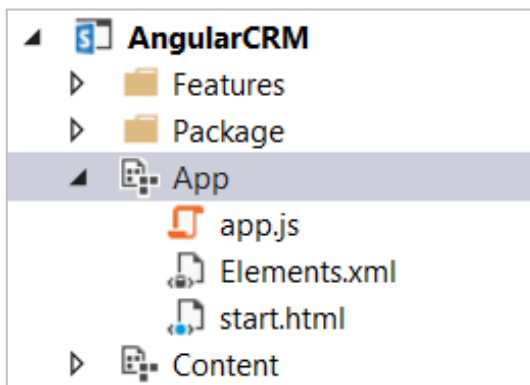 AngularCRM
Features
Package
App
app.js
Elements.xml
start.html
Content